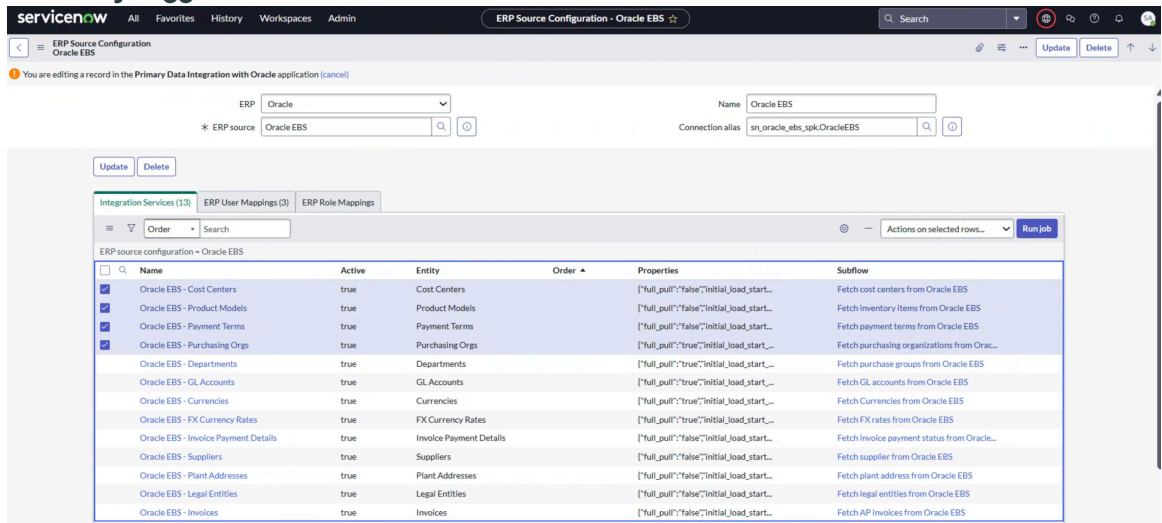 servicenow All Favorites History Workspaces Admin ERP Source Configuration - Oracle EBS Search SA
ERP Source Configuration
Oracle EBS
Update Delete
You are editing a record in the Primary Data Integration with Oracle application (cancel)
ERP Oracle Name Oracle EBS
* ERP source Oracle EBS Connection alias sn_oracle_ebs_spk.OracleEBS
Update Delete
Integration Services (13) ERP User Mappings (3) ERP Role Mappings
Order Search Actions on selected rows... Run job
ERP source configuration = Oracle EBS
Name Active Entity Order ▲ Properties Subflow
Oracle EBS - Cost Centers true Cost Centers {"full_pull":"false","initial_load_start... Fetch cost centers from Oracle EBS
Oracle EBS - Product Models true Product Models {"full_pull":"false","initial_load_start... Fetch inventory items from Oracle EBS
Oracle EBS - Payment Terms true Payment Terms {"full_pull":"false","initial_load_start... Fetch payment terms from Oracle EBS
Oracle EBS - Purchasing Orgs true Purchasing Orgs {"full_pull":"true","initial_load_start_... Fetch purchasing organizations from Orac...
Oracle EBS - Departments true Departments {"full_pull":"true","initial_load_start_... Fetch purchase groups from Oracle EBS
Oracle EBS - GL Accounts true GL Accounts {"full_pull":"true","initial_load_start_... Fetch GL accounts from Oracle EBS
Oracle EBS - Currencies true Currencies {"full_pull":"true","initial_load_start_... Fetch Currencies from Oracle EBS
Oracle EBS - FX Currency Rates true FX Currency Rates {"full_pull":"false","initial_load_start... Fetch FX rates from Oracle EBS
Oracle EBS - Invoice Payment Details true Invoice Payment Details {"full_pull":"false","initial_load_start... Fetch invoice payment status from Oracle...
Oracle EBS - Suppliers true Suppliers {"full_pull":"false","initial_load_start... Fetch supplier from Oracle EBS
Oracle EBS - Plant Addresses true Plant Addresses {"full_pull":"false","initial_load_start... Fetch plant address from Oracle EBS
Oracle EBS - Legal Entities true Legal Entities {"full_pull":"false","initial_load_start... Fetch legal entities from Oracle EBS
Oracle EBS - Invoices true Invoices {"full_pull":"false","initial_load_start... Fetch AP invoices from Oracle EBS